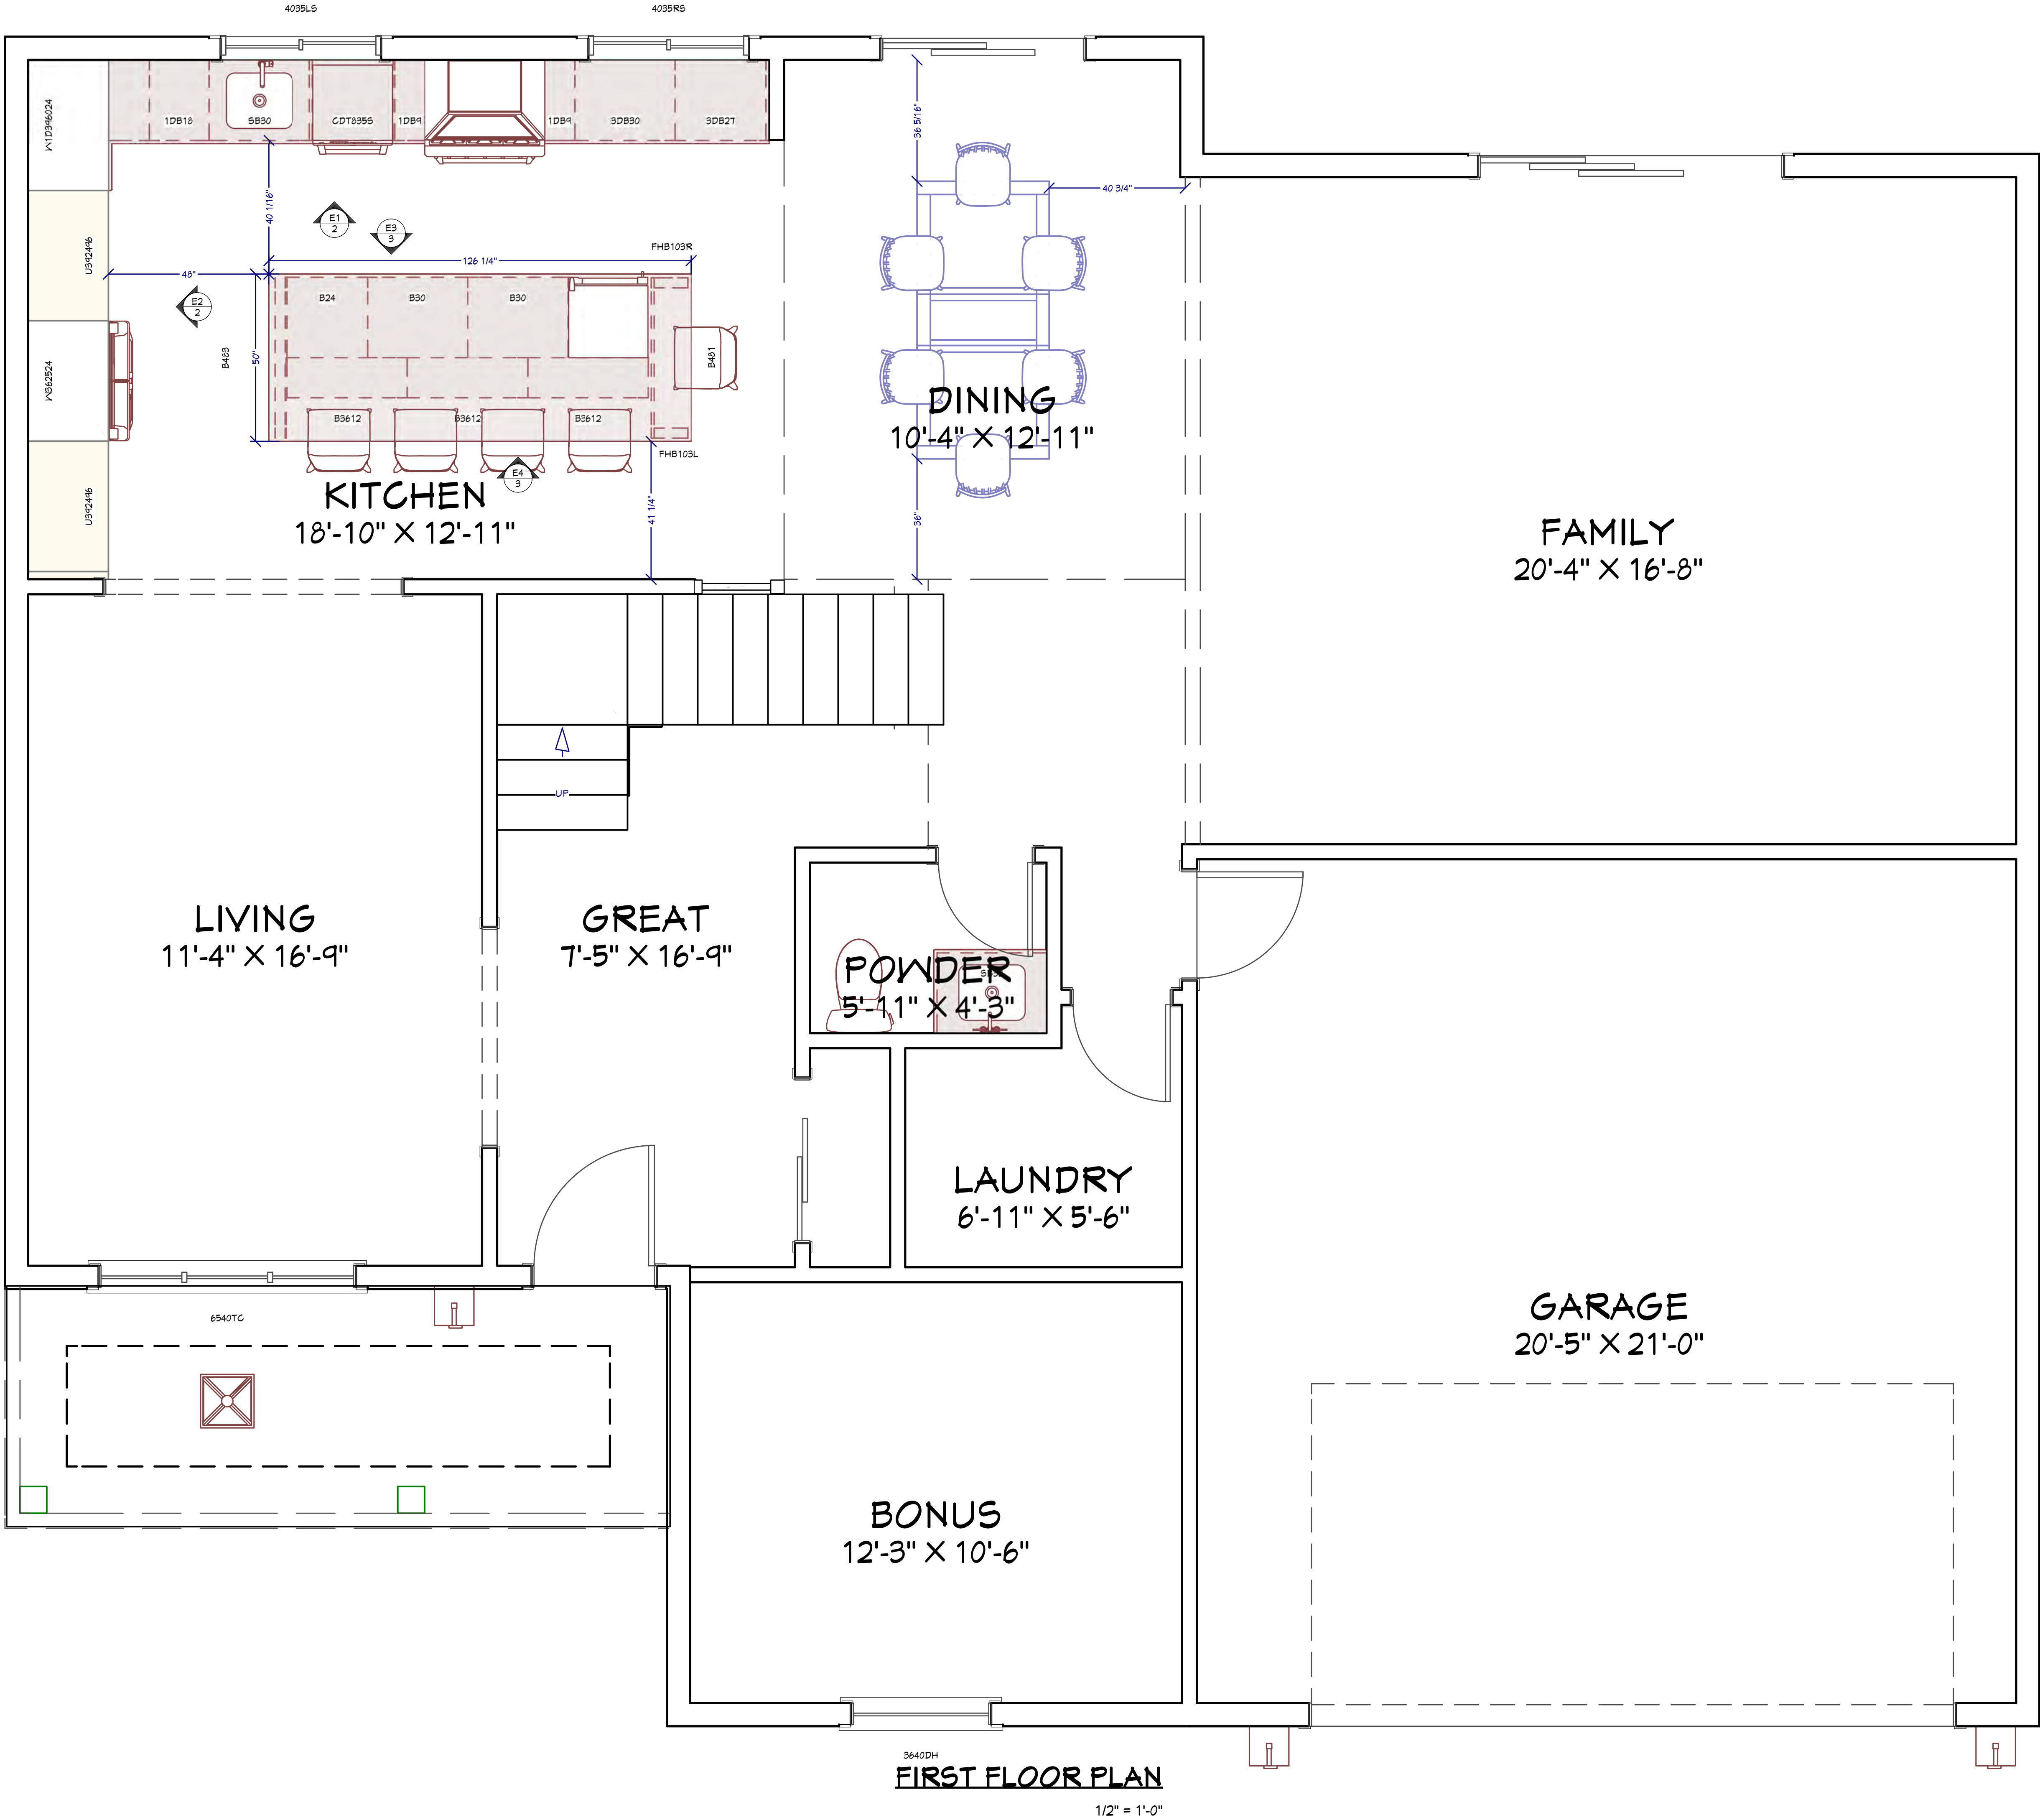 4035LS
4035RS
W1D396024
1DB18
SB30
CDT835S
1DB9
1DB9
3DB30
3DB27
36 5/16"
40 3/4"
40 1/16"
E1
2
E3
3
U392496
FHB103R
126 1/4"
48"
E2
2
B24
B30
B30
B483
50"
B481
W362524
DINING
10'-4" X 12'-11"
B3612
B3612
B3612
FHB103L
E4
3
KITCHEN
18'-10" X 12'-11"
U392496
41 1/4"
36"
FAMILY
20'-4" X 16'-8"
UP
LIVING
11'-4" X 16'-9"
GREAT
7'-5" X 16'-9"
POWDER
5'-11" X 4'-3"
LAUNDRY
6'-11" X 5'-6"
6540TC
GARAGE
20'-5" X 21'-0"
BONUS
12'-3" X 10'-6"
3640DH
FIRST FLOOR PLAN
1/2" = 1'-0"